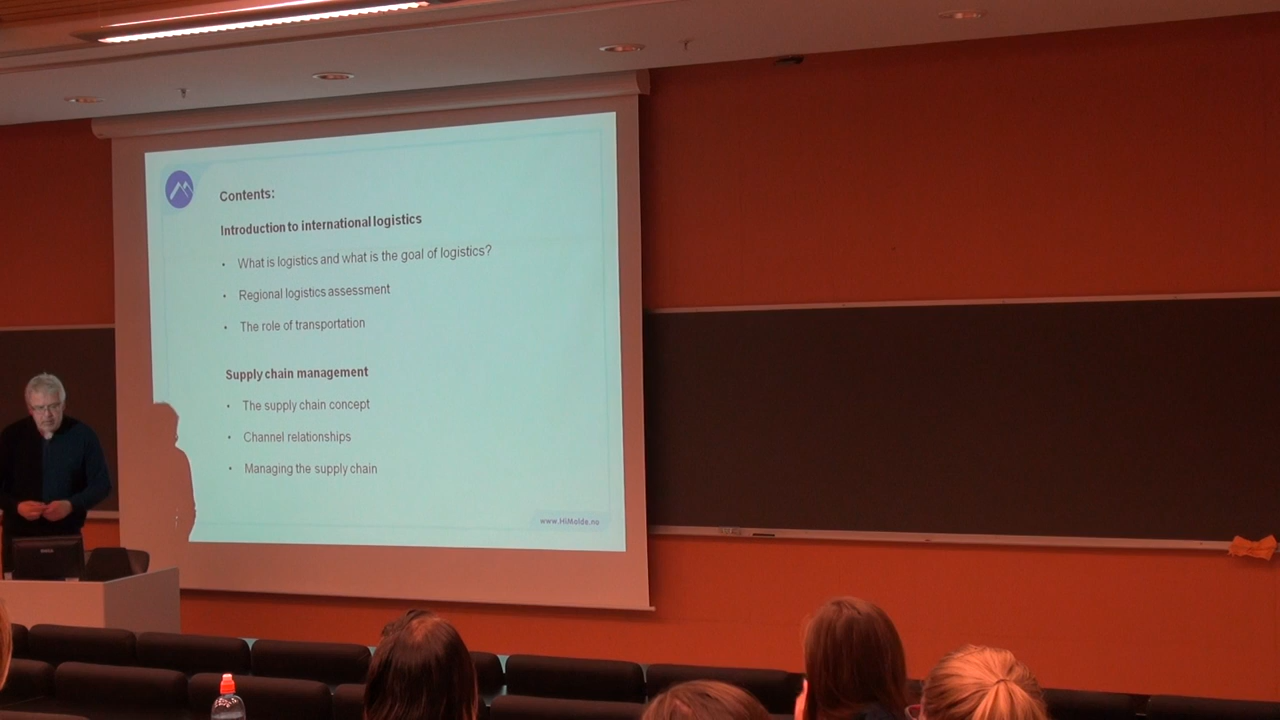 Contents:
Introduction to international logistics
• What is logistics and what is the goal of logistics?
• Regional logistics assessment
• The role of transportation
Supply chain management
• The supply chain concept
• Channel relationships
• Managing the supply chain
www.HiMolde.no